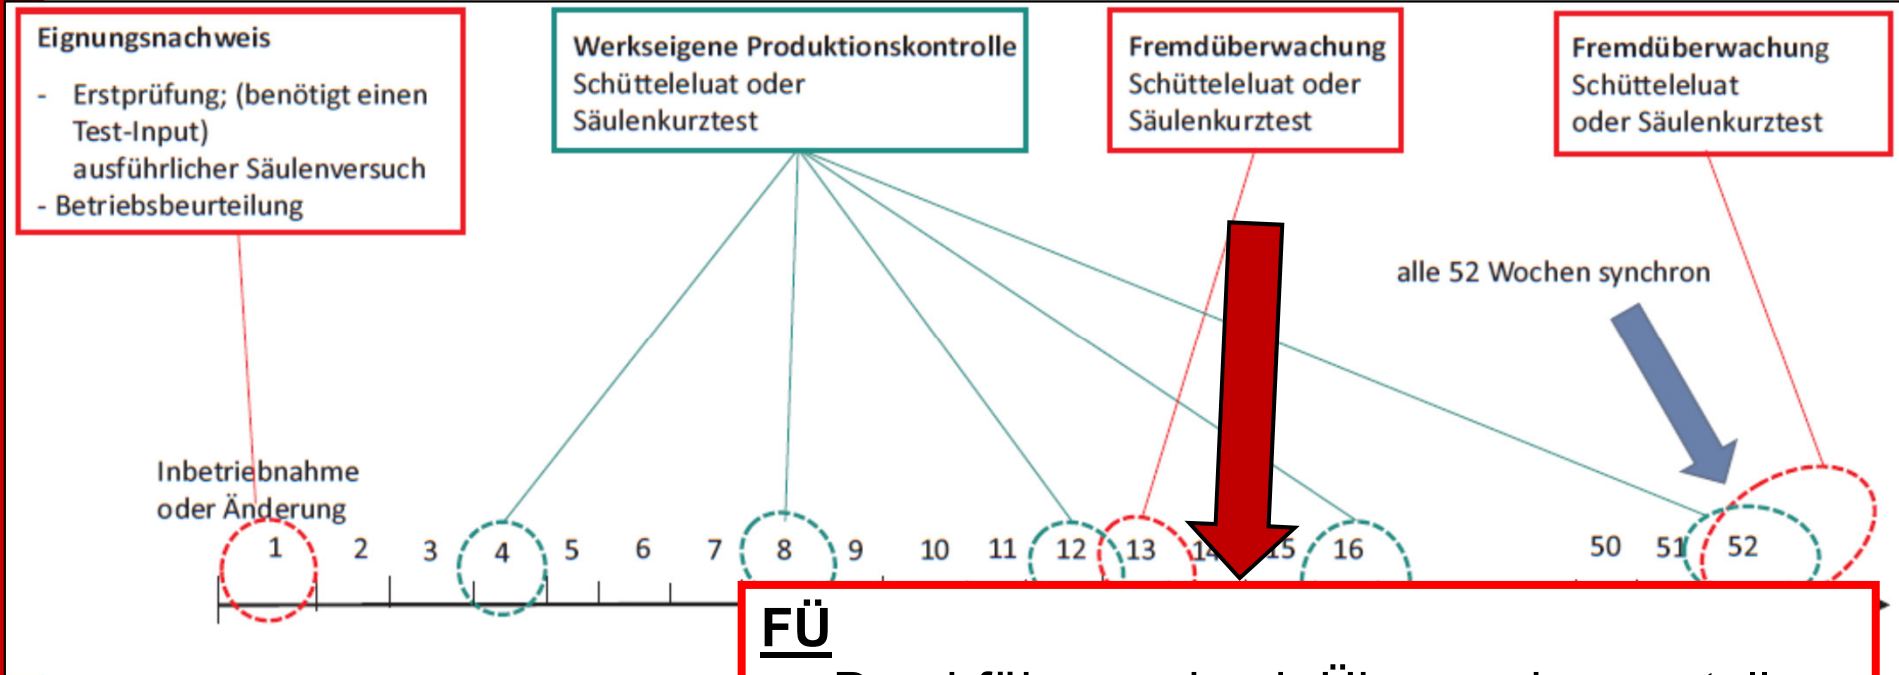 Eignungsnachweis
- Erstprüfung; (benötigt einen
Test-Input)
ausführlicher Säulenversuch
- Betriebsbeurteilung
Werkseigene Produktionskontrolle
Schütteleluat oder
Säulenkurztest
Fremdüberwachung
Schütteleluat oder
Säulenkurztest
Fremdüberwachung
Schütteleluat
oder Säulenkurztest
alle 52 Wochen synchron
Inbetriebnahme
oder Änderung
1 2 3 4 5 6 7 8 9 10 11 12 13 14 15 16 50 51 52
FÜ